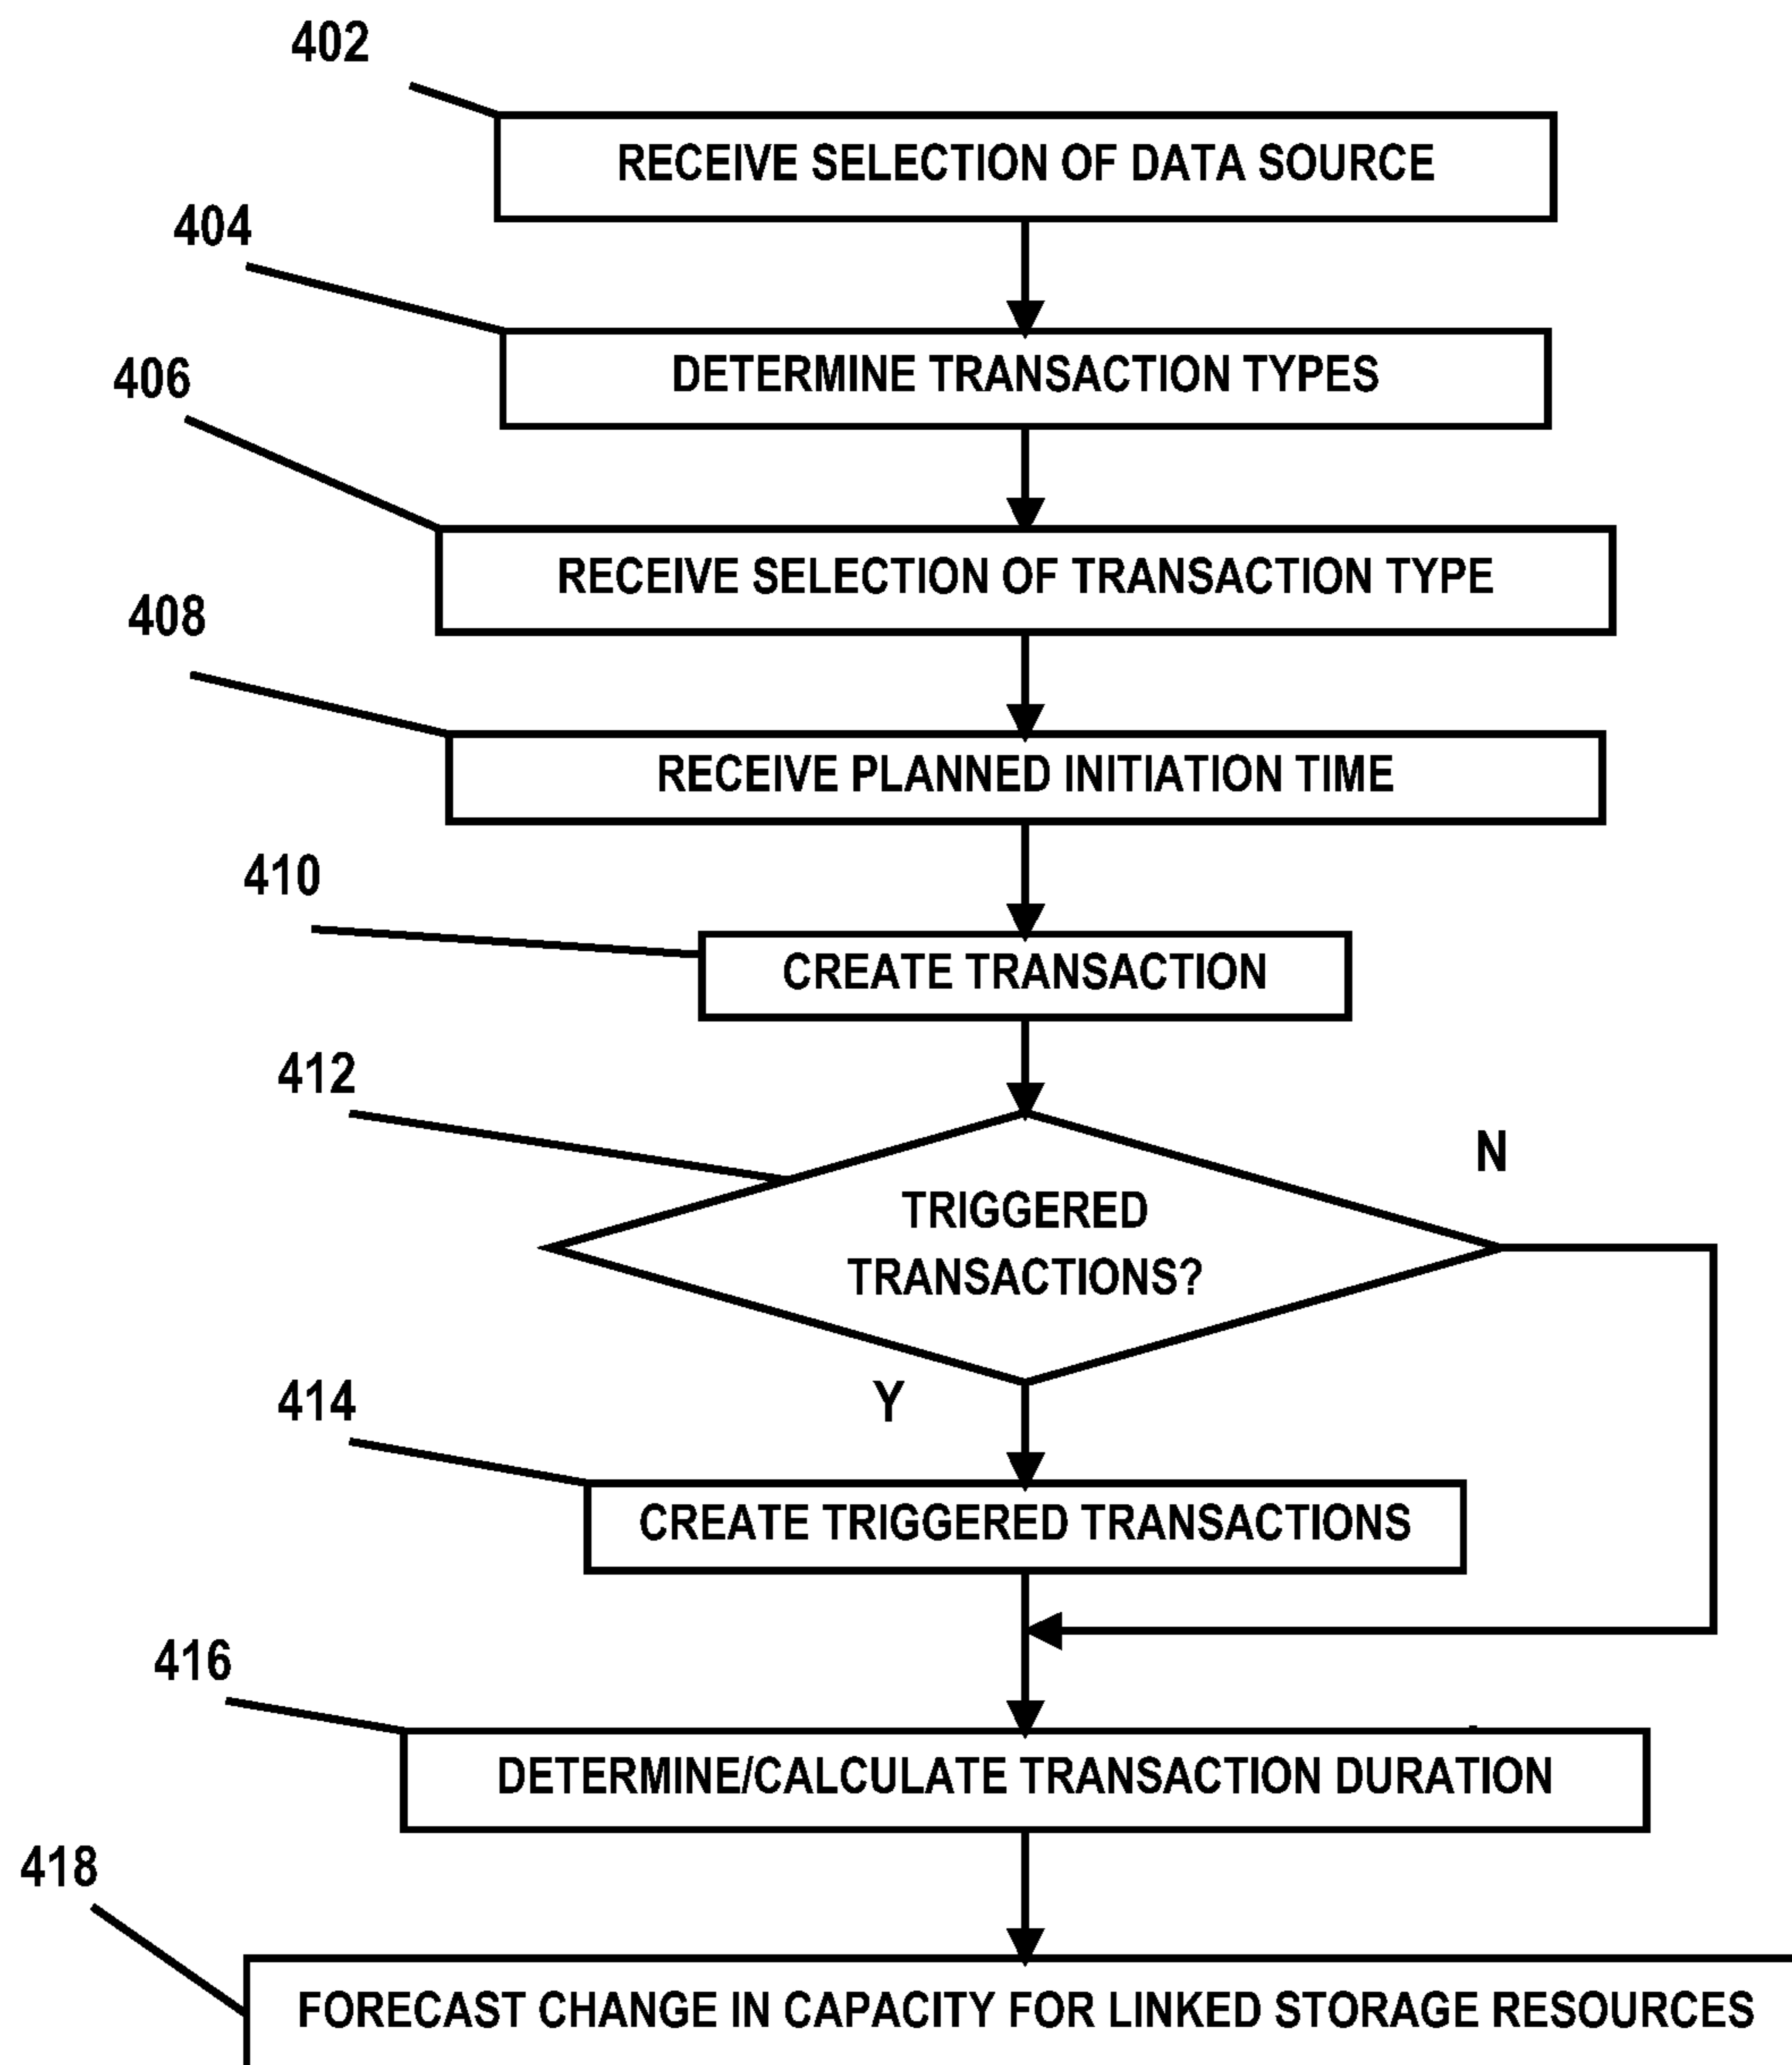 402
RECEIVE SELECTION OF DATA SOURCE
404
DETERMINE TRANSACTION TYPES
406
RECEIVE SELECTION OF TRANSACTION TYPE
408
RECEIVE PLANNED INITIATION TIME
410
CREATE TRANSACTION
412
N
TRIGGERED
TRANSACTIONS?
Y
414
CREATE TRIGGERED TRANSACTIONS
416
DETERMINE/CALCULATE TRANSACTION DURATION
418
FORECAST CHANGE IN CAPACITY FOR LINKED STORAGE RESOURCES